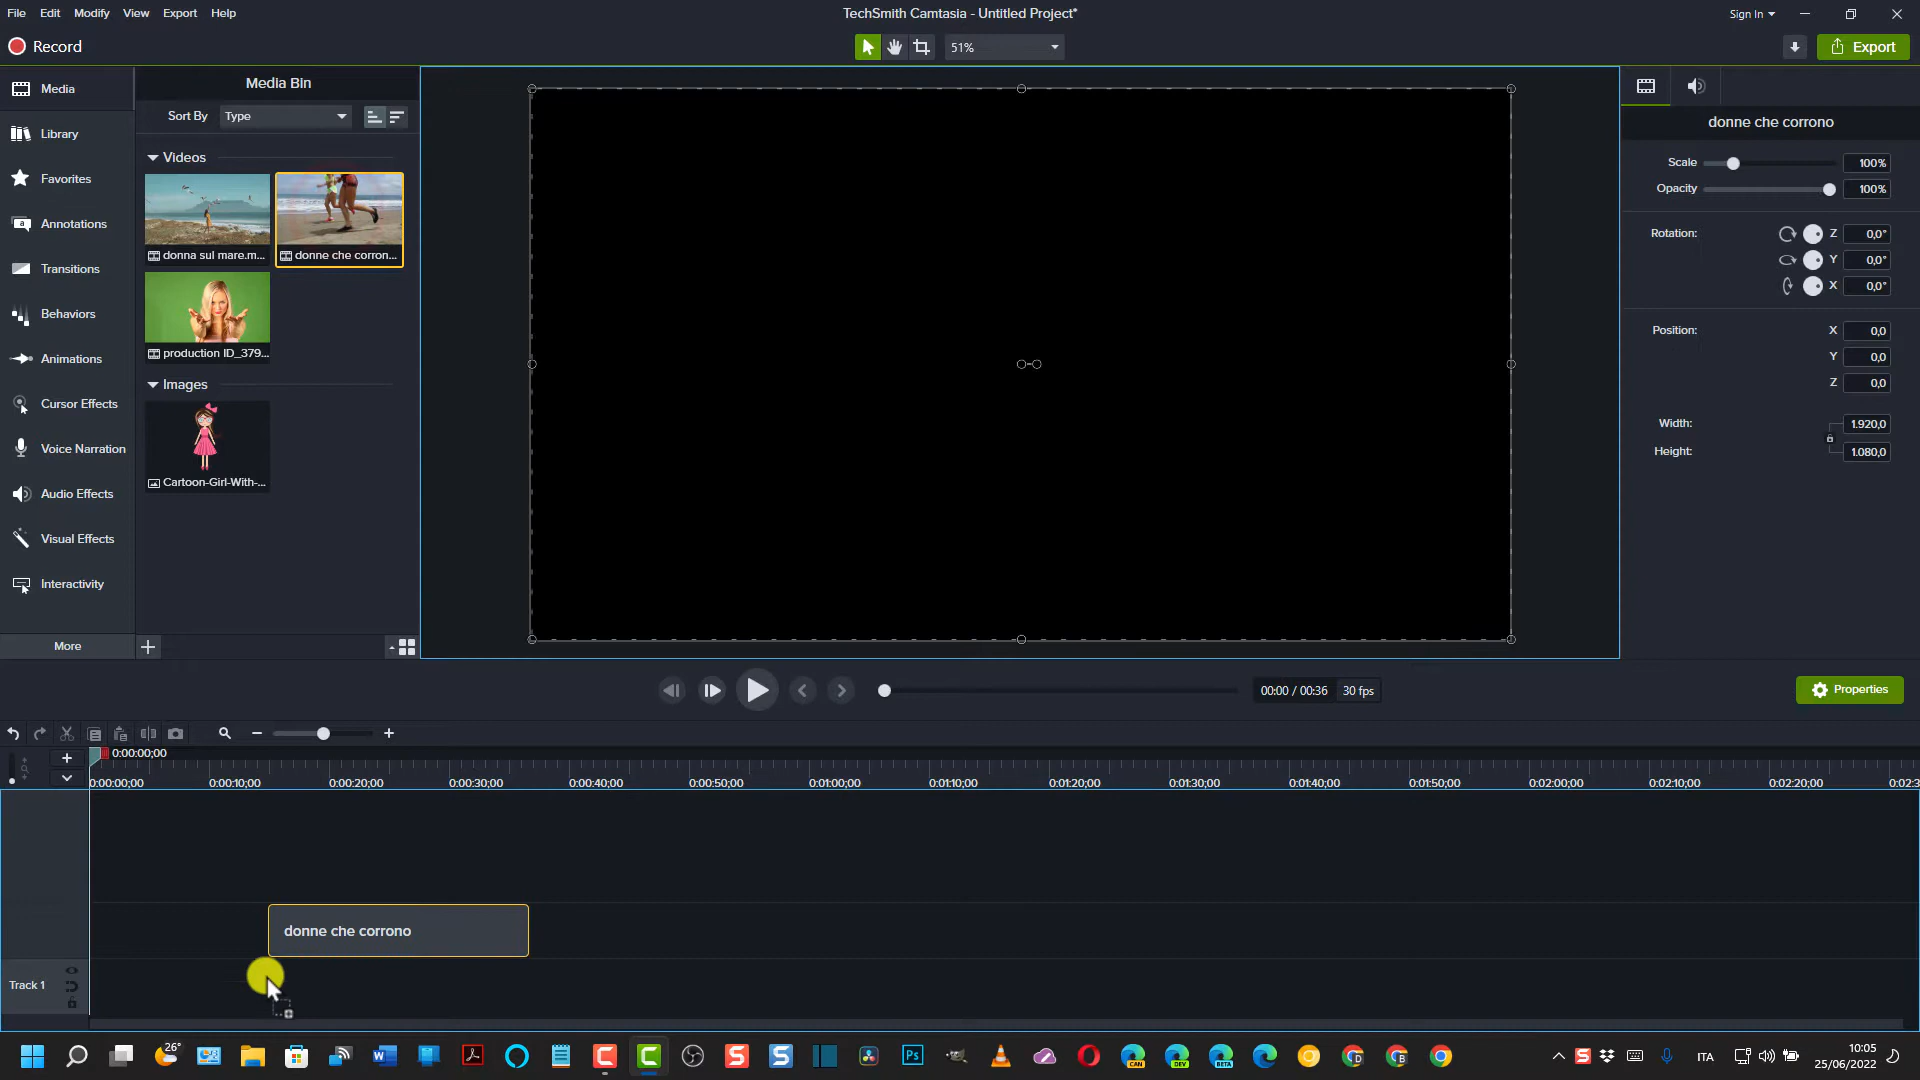 File Edit Modify View Export Help
TechSmith Camtasia - Untitled Project*
Sign In
Record
51%
Export
Media
Library
Favorites
Annotations
Transitions
Behaviors
Animations
Cursor Effects
Voice Narration
Audio Effects
Visual Effects
Interactivity
More
Media Bin
Sort By Type
Videos
donna sul mare.m...
donne che corron...
production ID_379...
Images
Cartoon-Girl-With-...
donne che corrono
Scale 100%
Opacity 100%
Rotation: Z 0,0°
Y 0,0°
X 0,0°
Position: X 0,0
Y 0,0
Z 0,0
Width: 1.920,0
Height: 1.080,0
00:00 / 00:36 30 fps
Properties
0:00:00;00
0:00:00;00 0:00:10;00 0:00:20;00 0:00:30;00 0:00:40;00 0:00:50;00 0:01:00;00 0:01:10;00 0:01:20;00 0:01:30;00 0:01:40;00 0:01:50;00 0:02:00;00 0:02:10;00 0:02:20;00 0:02:3
donne che corrono
Track 1
26°
CAN
DEV
BETA
D
B
Ps
ITA
10:05
25/06/2022